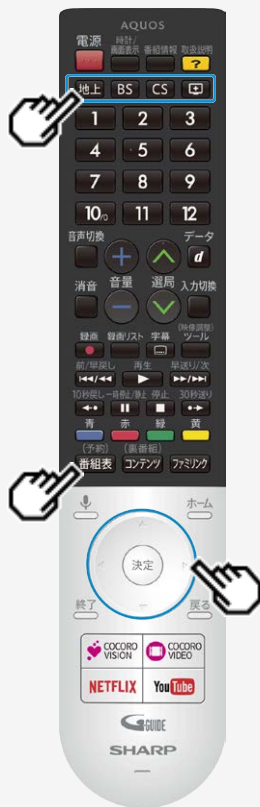 AQUOS
電源 時計/画面表示 番組情報 取扱説明
?
地上 BS CS
1 2 3
4 5 6
7 8 9
10/0 11 12
音声切換 データ
d
消音 音量 選局 入力切換
(映像調整)
録画 録画リスト 字幕 ツール
前/早戻し 再生 早送り/次
10秒戻し 一時停止/静止 停止 30秒送り
青 赤 緑 黄
(予約) (裏番組)
番組表 コンテンツ ファミリンク
ホーム
決定
終了 戻る
COCORO VISION COCORO VIDEO
NETFLIX YouTube
G GUIDE
SHARP